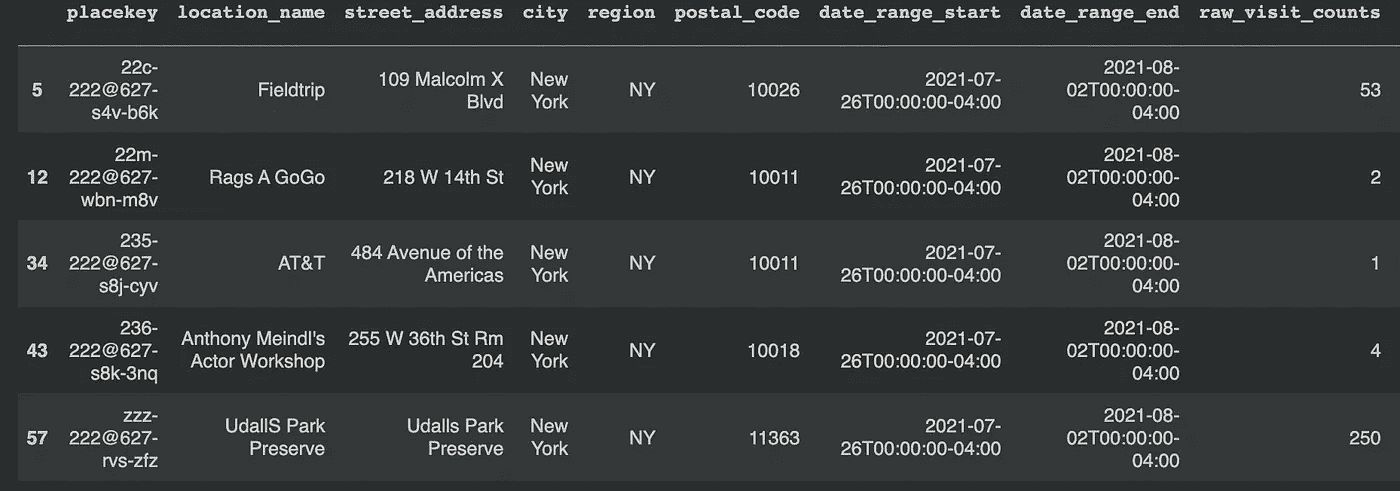 placekey location_name street_address city region postal_code date_range_start date_range_end raw_visit_counts
22c- 2021-08-
109 Malcolm X New 2021-07-
5 222@627- Fieldtrip NY 10026 02T00:00:00- 53
Blvd York 26T00:00:00-04:00
s4v-b6k 04:00
22m- 2021-08-
New 2021-07-
12 222@627- Rags A GoGo 218 W 14th St NY 10011 02T00:00:00- 2
York 26T00:00:00-04:00
wbn-m8v 04:00
235- 2021-08-
484 Avenue of the New 2021-07-
34 222@627- AT&T NY 10011 02T00:00:00- 1
Americas York 26T00:00:00-04:00
s8j-cyv 04:00
236- 2021-08-
Anthony Meindl's 255 W 36th St Rm New 2021-07-
43 222@627- NY 10018 02T00:00:00- 4
Actor Workshop 204 York 26T00:00:00-04:00
s8k-3nq 04:00
zzz- 2021-08-
UdallS Park Udalls Park New 2021-07-
57 222@627- NY 11363 02T00:00:00- 250
Preserve Preserve York 26T00:00:00-04:00
rvs-zfz 04:00